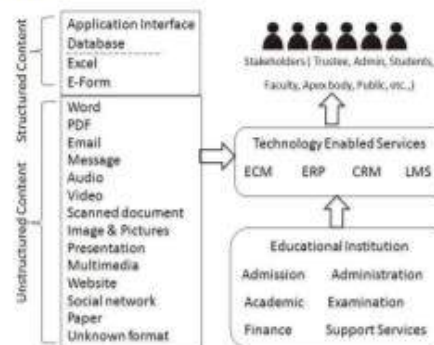 Structured Content
Application Interface
Database
Excel
E-Form
Unstructured Content
Word
PDF
Email
Message
Audio
Video
Scanned document
Image & Pictures
Presentation
Multimedia
Website
Social network
Paper
Unknown format
Stakeholders ( Trustee, Admin, Students,
Faculty, Apex body, Public, etc.,)
Technology Enabled Services
ECM ERP CRM LMS
Educational Institution
Admission Administration
Academic Examination
Finance Support Services